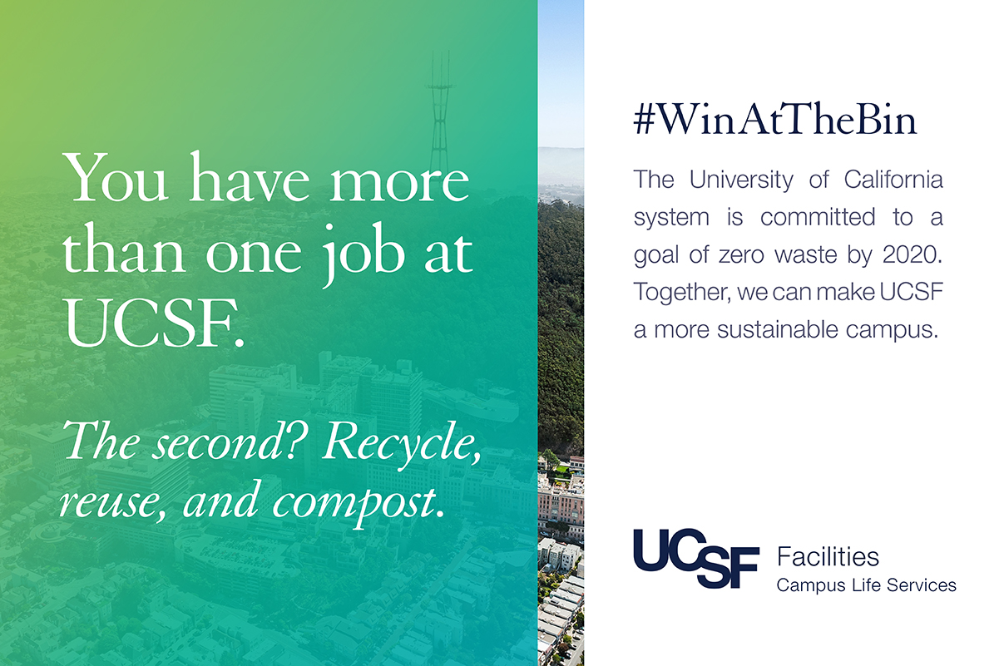 You have more
than one job at
UCSF.
The second? Recycle,
reuse, and compost.
#WinAtTheBin
The University of California
system is committed to a
goal of zero waste by 2020.
Together, we can make UCSF
a more sustainable campus.
UCSF
Facilities
Campus Life Services